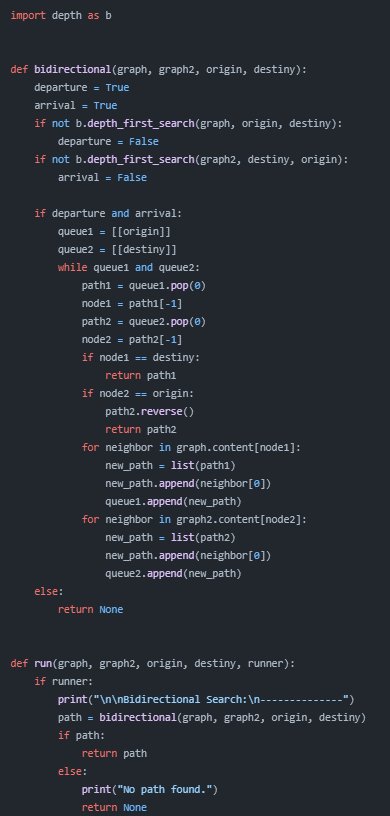 import depth as b


def bidirectional(graph, graph2, origin, destiny):
    departure = True
    arrival = True
    if not b.depth_first_search(graph, origin, destiny):
        departure = False
    if not b.depth_first_search(graph2, destiny, origin):
        arrival = False

    if departure and arrival:
        queue1 = [[origin]]
        queue2 = [[destiny]]
        while queue1 and queue2:
            path1 = queue1.pop(0)
            node1 = path1[-1]
            path2 = queue2.pop(0)
            node2 = path2[-1]
            if node1 == destiny:
                return path1
            if node2 == origin:
                path2.reverse()
                return path2
            for neighbor in graph.content[node1]:
                new_path = list(path1)
                new_path.append(neighbor[0])
                queue1.append(new_path)
            for neighbor in graph2.content[node2]:
                new_path = list(path2)
                new_path.append(neighbor[0])
                queue2.append(new_path)
    else:
        return None


def run(graph, graph2, origin, destiny, runner):
    if runner:
        print("\n\nBidirectional Search:\n--------------")
        path = bidirectional(graph, graph2, origin, destiny)
        if path:
            return path
        else:
            print("No path found.")
            return None